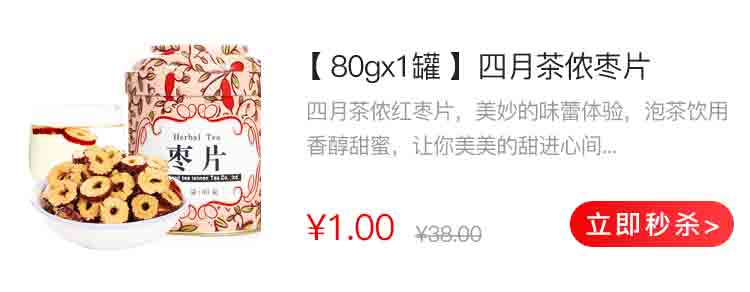 【 80gx1罐 】四月茶侬枣片
四月茶侬红枣片，美妙的味蕾体验，泡茶饮用
香醇甜蜜，让你美美的甜进心间...
¥1.00 ¥38.00
立即秒杀>
Herbal Tea
枣片